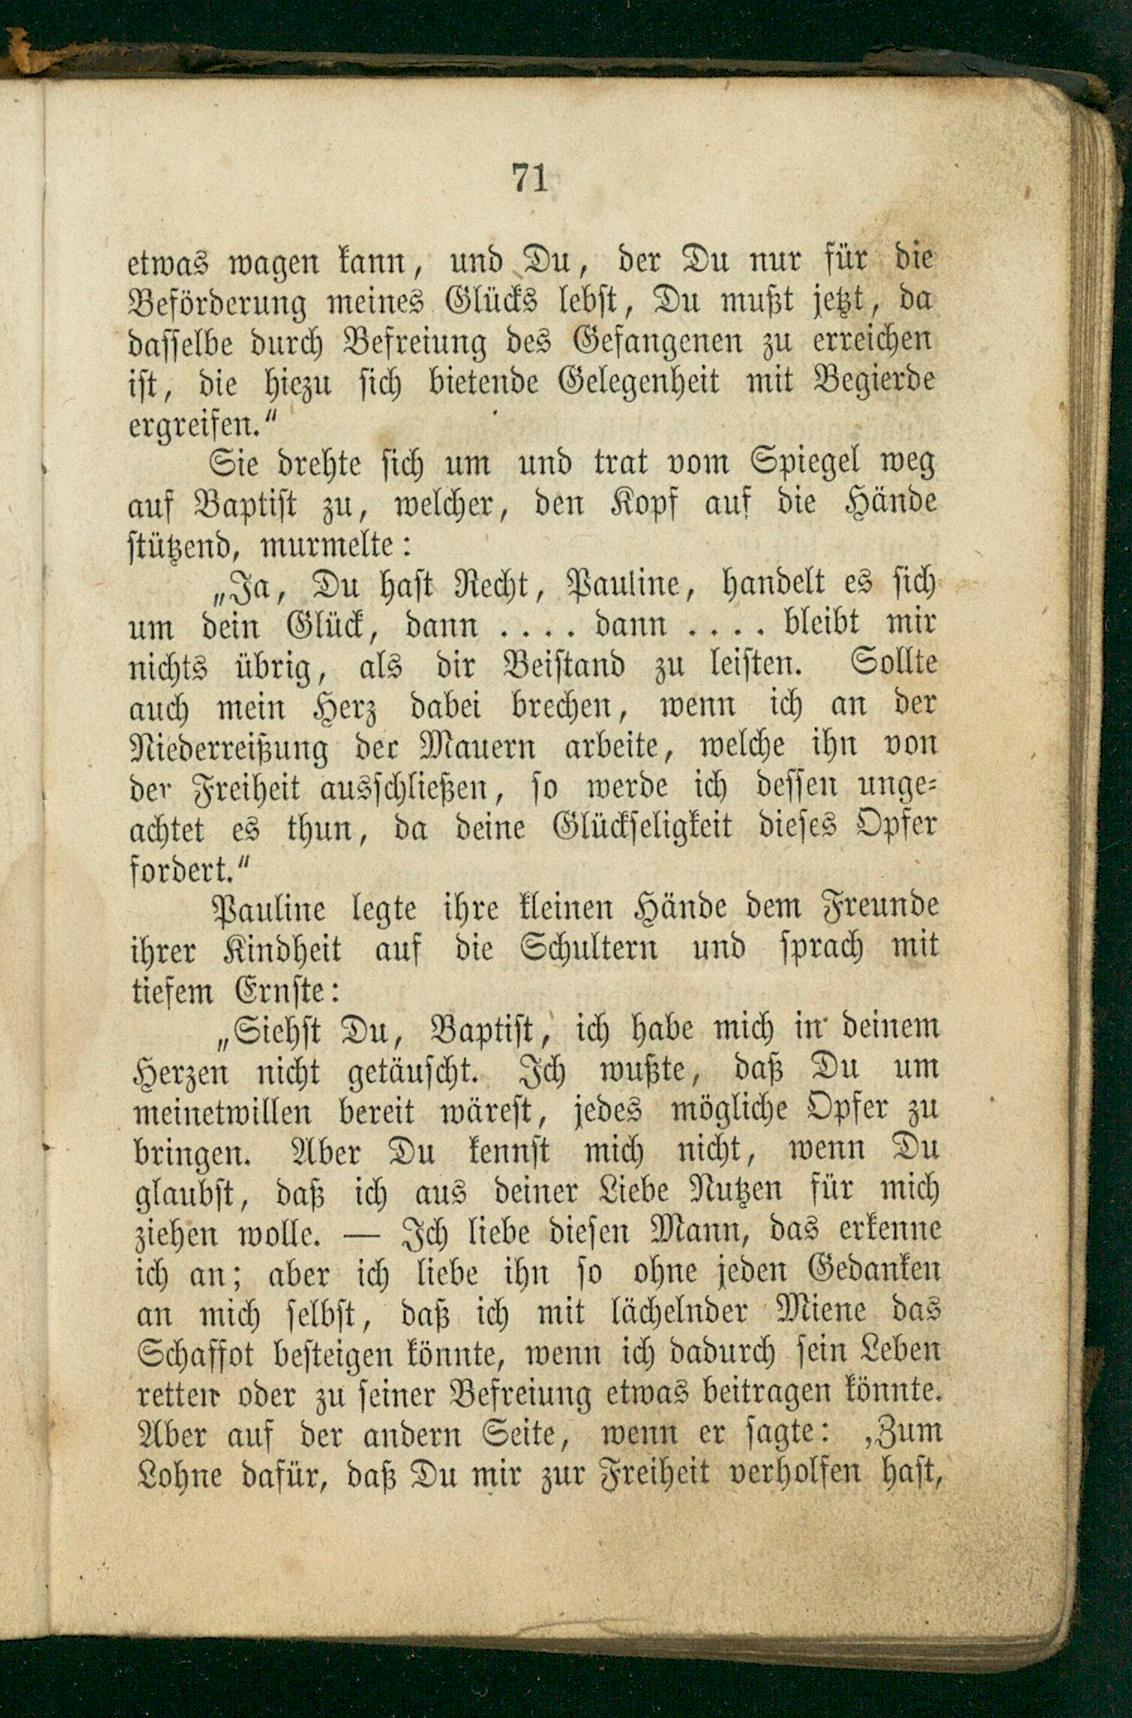 71
etwas wagen kann, und Du, der Du nur für die
Beförderung meines Glücks lebst, Du mußt jetzt, da
dasselbe durch Befreiung des Gefangenen zu erreichen
ist, die hiezu sich bietende Gelegenheit mit Begierde
ergreifen.“
Sie drehte sich um und trat vom Spiegel weg
auf Baptist zu, welcher, den Kopf auf die Hände
stützend, murmelte:
„Ja, Du hast Recht, Pauline, handelt es sich
um dein Glück, dann .... dann .... bleibt mir
nichts übrig, als dir Beistand zu leisten. Sollte
auch mein Herz dabei brechen, wenn ich an der
Niederreißung der Mauern arbeite, welche ihn von
der Freiheit ausschließen, so werde ich dessen unge-
achtet es thun, da deine Glückseligkeit dieses Opfer
fordert.“
Pauline legte ihre kleinen Hände dem Freunde
ihrer Kindheit auf die Schultern und sprach mit
tiefem Ernste:
„Siehst Du, Baptist, ich habe mich in deinem
Herzen nicht getäuscht. Ich wußte, daß Du um
meinetwillen bereit wärest, jedes mögliche Opfer zu
bringen. Aber Du kennst mich nicht, wenn Du
glaubst, daß ich aus deiner Liebe Nutzen für mich
ziehen wolle. — Ich liebe diesen Mann, das erkenne
ich an; aber ich liebe ihn so ohne jeden Gedanken
an mich selbst, daß ich mit lächelnder Miene das
Schaffot besteigen könnte, wenn ich dadurch sein Leben
retten oder zu seiner Befreiung etwas beitragen könnte.
Aber auf der andern Seite, wenn er sagte: ‚Zum
Lohne dafür, daß Du mir zur Freiheit verholfen hast,